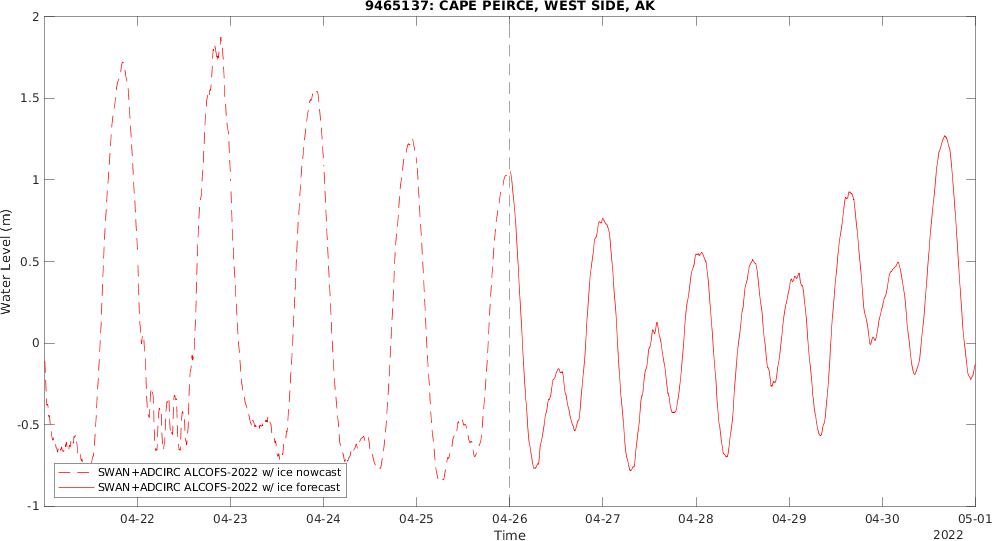 9465137: CAPE PEIRCE, WEST SIDE, AK
2
1.5
1
0.5
0
-0.5
-1
Water Level (m)
SWAN+ADCIRC ALCOFS-2022 w/ ice nowcast
SWAN+ADCIRC ALCOFS-2022 w/ ice forecast
04-22 04-23 04-24 04-25 04-26 04-27 04-28 04-29 04-30 05-01
Time
2022